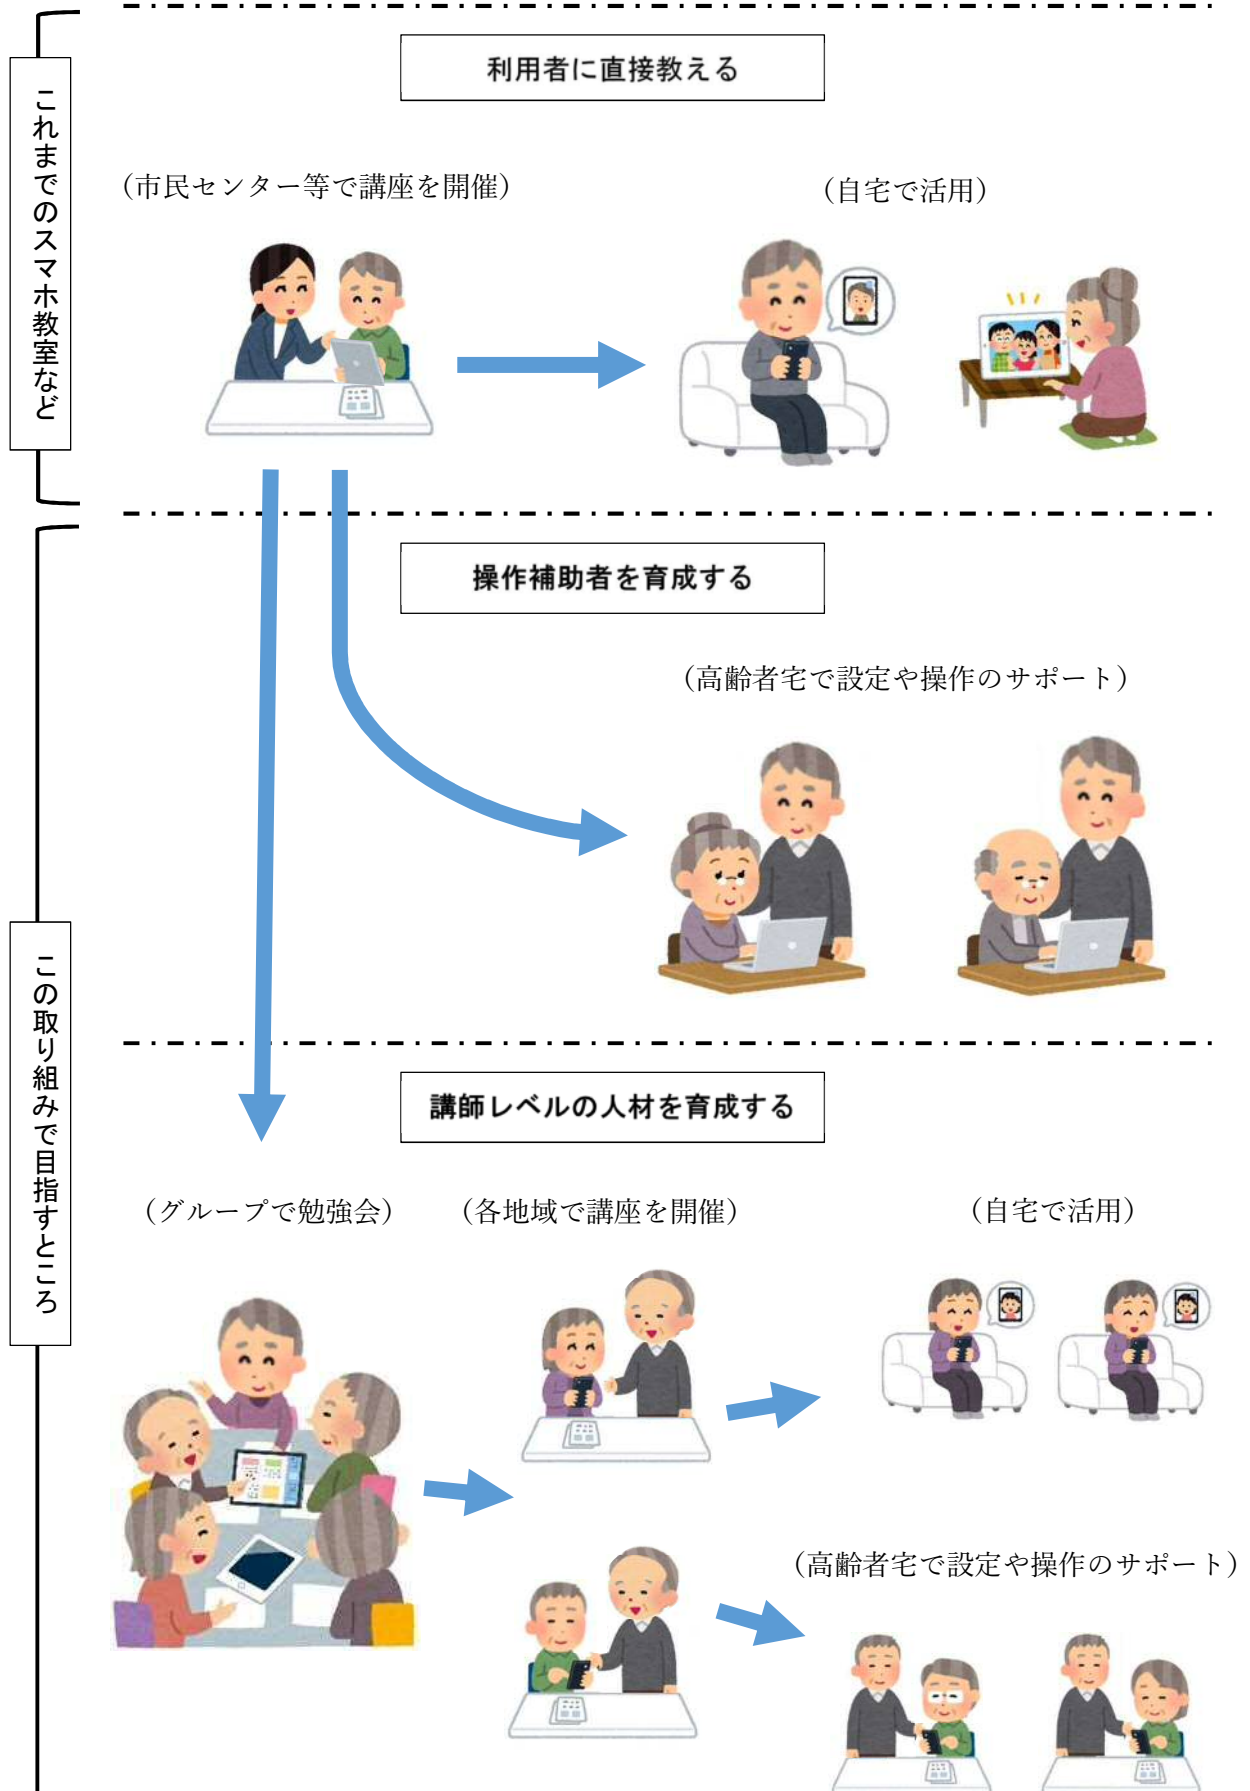 これまでのスマホ教室など
利用者に直接教える
（市民センター等で講座を開催）
（自宅で活用）
この取り組みで目指すところ
操作補助者を育成する
（高齢者宅で設定や操作のサポート）
講師レベルの人材を育成する
（グループで勉強会）
（各地域で講座を開催）
（自宅で活用）
（高齢者宅で設定や操作のサポート）